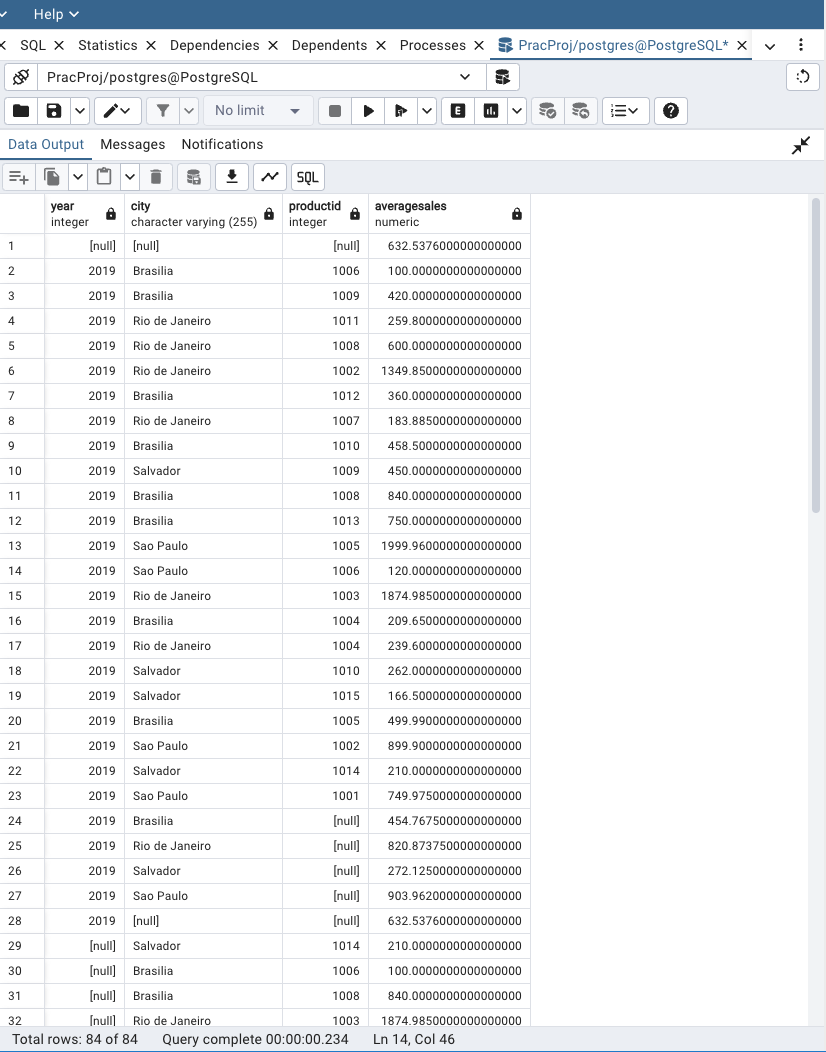 Help
SQL Statistics Dependencies Dependents Processes PracProj/postgres@PostgreSQL*
PracProj/postgres@PostgreSQL
No limit
E
Data Output Messages Notifications
SQL
year city productid averagesales
integer character varying (255) integer numeric
1 [null] [null] [null] 632.5376000000000000
2 2019 Brasilia 1006 100.0000000000000000
3 2019 Brasilia 1009 420.0000000000000000
4 2019 Rio de Janeiro 1011 259.8000000000000000
5 2019 Rio de Janeiro 1008 600.0000000000000000
6 2019 Rio de Janeiro 1002 1349.8500000000000000
7 2019 Brasilia 1012 360.0000000000000000
8 2019 Rio de Janeiro 1007 183.8850000000000000
9 2019 Brasilia 1010 458.5000000000000000
10 2019 Salvador 1009 450.0000000000000000
11 2019 Brasilia 1008 840.0000000000000000
12 2019 Brasilia 1013 750.0000000000000000
13 2019 Sao Paulo 1005 1999.9600000000000000
14 2019 Sao Paulo 1006 120.0000000000000000
15 2019 Rio de Janeiro 1003 1874.9850000000000000
16 2019 Brasilia 1004 209.6500000000000000
17 2019 Rio de Janeiro 1004 239.6000000000000000
18 2019 Salvador 1010 262.0000000000000000
19 2019 Salvador 1015 166.5000000000000000
20 2019 Brasilia 1005 499.9900000000000000
21 2019 Sao Paulo 1002 899.9000000000000000
22 2019 Salvador 1014 210.0000000000000000
23 2019 Sao Paulo 1001 749.9750000000000000
24 2019 Brasilia [null] 454.7675000000000000
25 2019 Rio de Janeiro [null] 820.8737500000000000
26 2019 Salvador [null] 272.1250000000000000
27 2019 Sao Paulo [null] 903.9620000000000000
28 2019 [null] [null] 632.5376000000000000
29 [null] Salvador 1014 210.0000000000000000
30 [null] Brasilia 1006 100.0000000000000000
31 [null] Brasilia 1008 840.0000000000000000
32 [null] Rio de Janeiro 1003 1874.9850000000000000
Total rows: 84 of 84 Query complete 00:00:00.234 Ln 14, Col 46